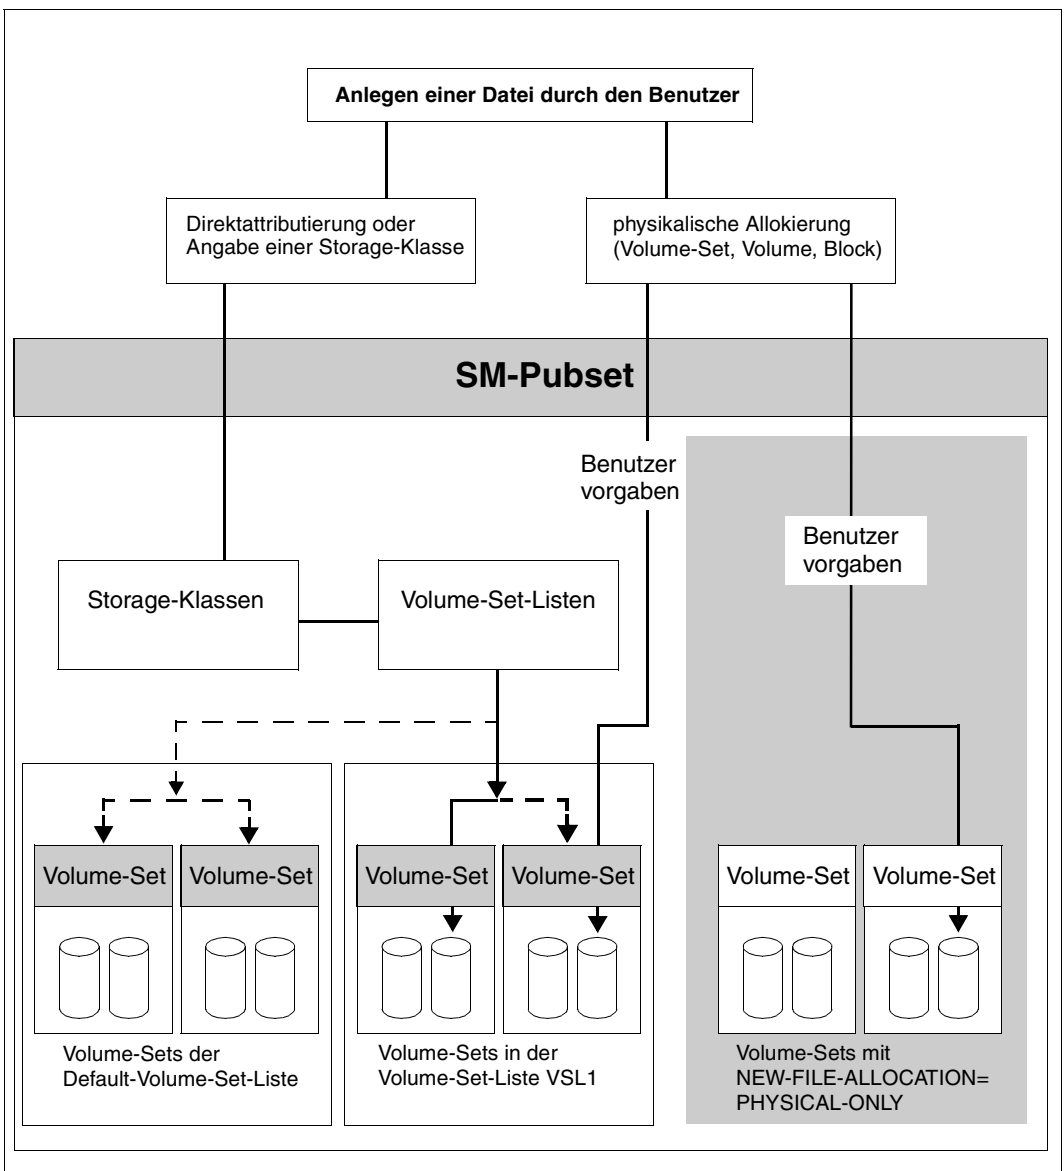 Anlegen einer Datei durch den Benutzer
Direktattributierung oder
Angabe einer Storage-Klasse
physikalische Allokierung
(Volume-Set, Volume, Block)
SM-Pubset
Benutzer
vorgaben
Benutzer
vorgaben
Storage-Klassen
Volume-Set-Listen
Volume-Set
Volume-Set
Volume-Set
Volume-Set
Volume-Set
Volume-Set
Volume-Sets der
Default-Volume-Set-Liste
Volume-Sets in der
Volume-Set-Liste VSL1
Volume-Sets mit
NEW-FILE-ALLOCATION=
PHYSICAL-ONLY